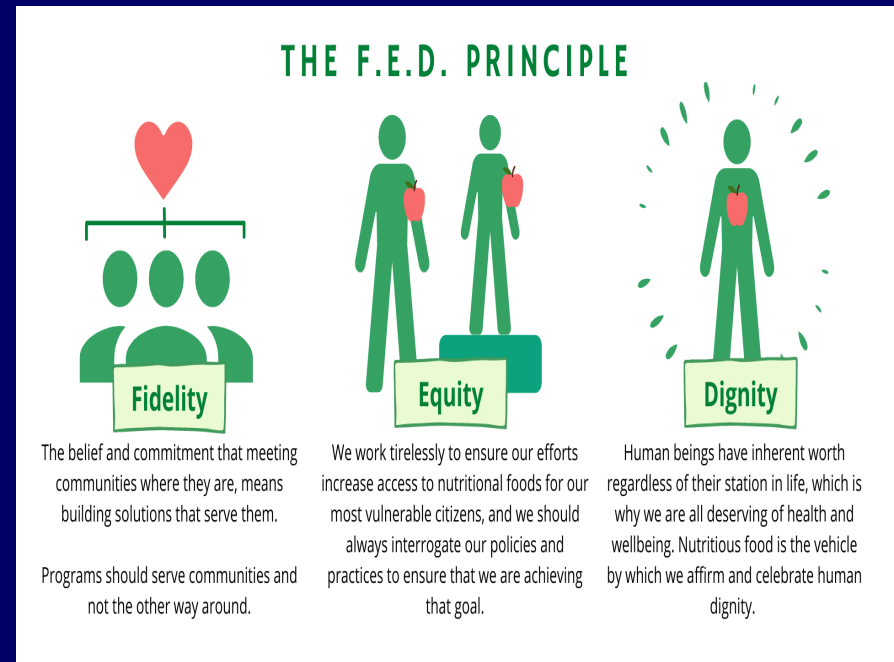 THE F.E.D. PRINCIPLE
Fidelity
The belief and commitment that meeting
communities where they are, means
building solutions that serve them.
Programs should serve communities and
not the other way around.
Equity
We work tirelessly to ensure our efforts
increase access to nutritional foods for our
most vulnerable citizens, and we should
always interrogate our policies and
practices to ensure that we are achieving
that goal.
Dignity
Human beings have inherent worth
regardless of their station in life, which is
why we are all deserving of health and
wellbeing. Nutritious food is the vehicle
by which we affirm and celebrate human
dignity.